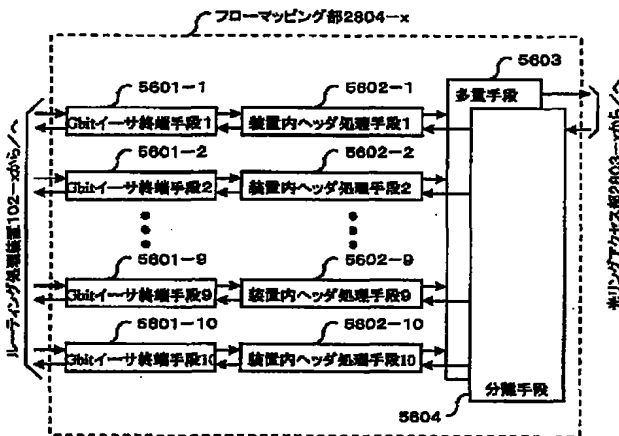 フローマッピング部2804-x
5603
5601-1
5602-1
多重手段
Gbitイーサ終端手段1
装置内ヘッダ処理手段1
5601-2
5602-2
Gbitイーサ終端手段2
装置内ヘッダ処理手段2
5601-9
5602-9
Gbitイーサ終端手段9
装置内ヘッダ処理手段9
5601-10
5602-10
Gbitイーサ終端手段10
装置内ヘッダ処理手段10
分離手段
5604
ルーティング処理装置102-xから/へ
光リングアクセス部2803-xから/へ